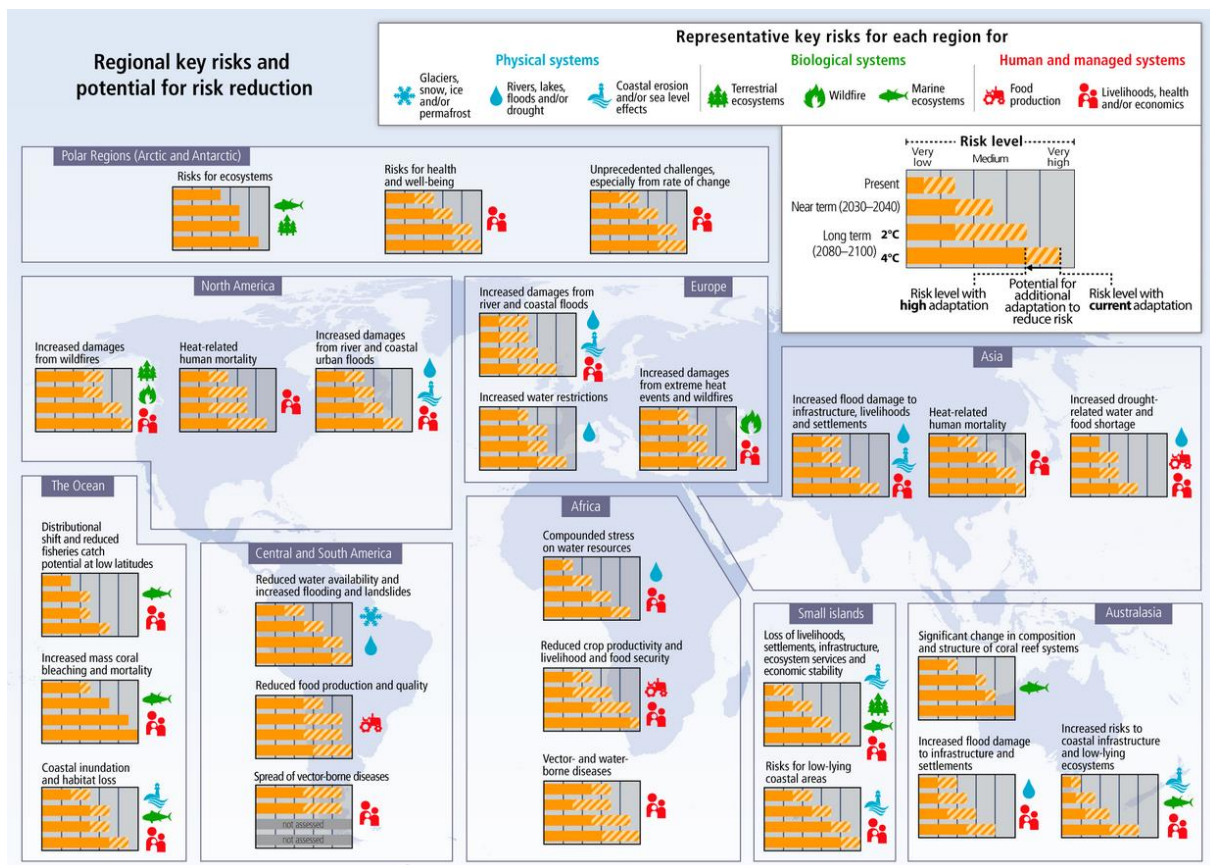 Regional key risks and
potential for risk reduction
Representative key risks for each region for
Physical systems
Biological systems
Human and managed systems
Glaciers,
snow, ice
and/or
permafrost
Rivers, lakes,
floods and/or
drought
Coastal erosion
and/or sea level
effects
Terrestrial
ecosystems
Wildfire
Marine
ecosystems
Food
production
Livelihoods, health
and/or economics
Risk level
Very
low
Medium
Very
high
Present
Near term (2030–2040)
Long term
(2080–2100)
2°C
4°C
Risk level with
high adaptation
Potential for
additional
adaptation to
reduce risk
Risk level with
current adaptation
Polar Regions (Arctic and Antarctic)
Risks for ecosystems
Risks for health
and well-being
Unprecedented challenges,
especially from rate of change
North America
Increased damages
from wildfires
Heat-related
human mortality
Increased damages
from river and coastal
urban floods
Europe
Increased damages from
river and coastal floods
Increased water restrictions
Increased damages
from extreme heat
events and wildfires
Asia
Increased flood damage to
infrastructure, livelihoods
and settlements
Heat-related
human mortality
Increased drought-
related water and
food shortage
The Ocean
Distributional
shift and reduced
fisheries catch
potential at low latitudes
Increased mass coral
bleaching and mortality
Coastal inundation
and habitat loss
Central and South America
Reduced water availability and
increased flooding and landslides
Reduced food production and quality
Spread of vector-borne diseases
not assessed
not assessed
Africa
Compounded stress
on water resources
Reduced crop productivity and
livelihood and food security
Vector- and water-
borne diseases
Small islands
Loss of livelihoods,
settlements, infrastructure,
ecosystem services and
economic stability
Risks for low-lying
coastal areas
Australasia
Significant change in composition
and structure of coral reef systems
Increased flood damage
to infrastructure and
settlements
Increased risks to
coastal infrastructure
and low-lying
ecosystems